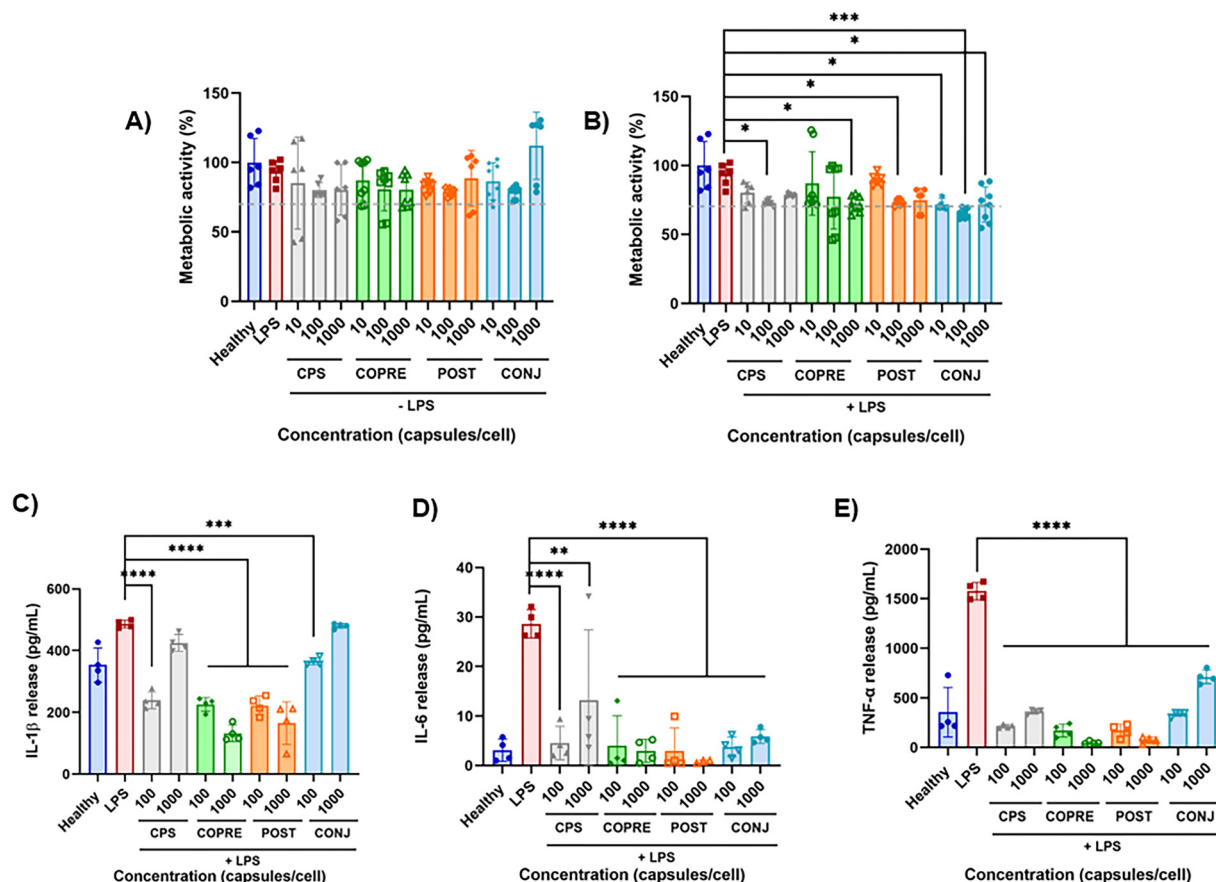 A)
Metabolic activity (%)
150
100
50
0
Healthy
LPS
10
100
1000
10
100
1000
10
100
1000
10
100
1000
CPS
COPRE
POST
CONJ
- LPS
Concentration (capsules/cell)
B)
Metabolic activity (%)
150
100
50
0
***
*
*
*
*
*
Healthy
LPS
10
100
1000
10
100
1000
10
100
1000
10
100
1000
CPS
COPRE
POST
CONJ
+ LPS
Concentration (capsules/cell)
C)
IL-1β release (pg/mL)
600
400
200
0
***
****
****
Healthy
LPS
100
1000
100
1000
100
1000
100
1000
CPS
COPRE
POST
CONJ
+ LPS
Concentration (capsules/cell)
D)
IL-6 release (pg/mL)
40
30
20
10
0
****
**
****
Healthy
LPS
100
1000
100
1000
100
1000
100
1000
CPS
COPRE
POST
CONJ
+ LPS
Concentration (capsules/cell)
E)
TNF-α release (pg/mL)
2000
1500
1000
500
0
****
Healthy
LPS
100
1000
100
1000
100
1000
100
1000
CPS
COPRE
POST
CONJ
+ LPS
Concentration (capsules/cell)